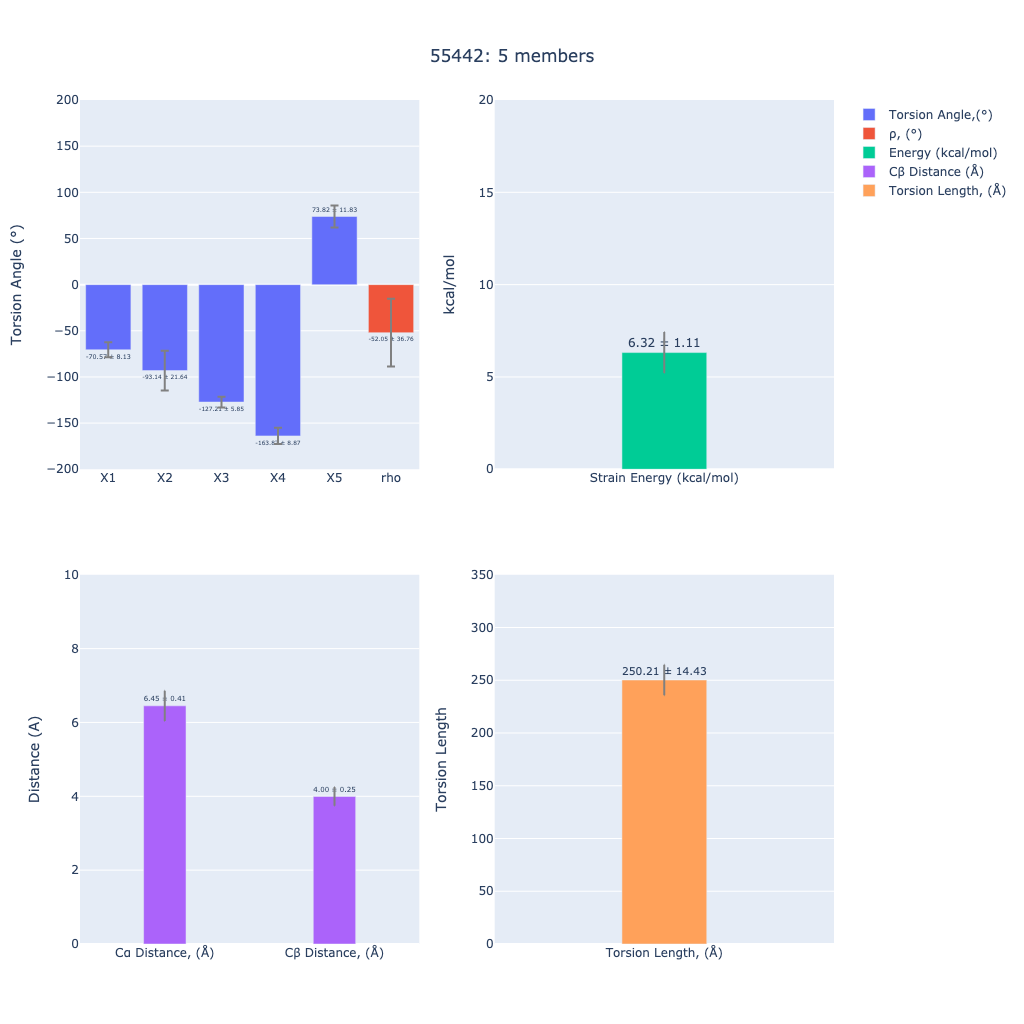 55442: 5 members
Torsion Angle (°)
200
150
100
50
0
−50
−100
−150
−200
-70.57 ± 8.13
-93.14 ± 21.64
-127.21 ± 5.85
73.82 ± 11.83
-52.05 ± 36.76
X1 X2 X3 X4 X5 rho
kcal/mol
20
15
10
5
0
6.32 ± 1.11
Strain Energy (kcal/mol)
Torsion Angle,(°)
ρ, (°)
Energy (kcal/mol)
Cβ Distance (Å)
Torsion Length, (Å)
Distance (A)
10
8
6
4
2
0
6.45 ± 0.41
4.00 ± 0.25
Cα Distance, (Å) Cβ Distance, (Å)
Torsion Length
350
300
250
200
150
100
50
0
250.21 ± 14.43
Torsion Length, (Å)